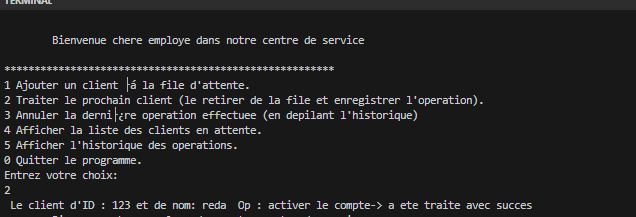 TERMINAL
Bienvenue chere employe dans notre centre de service
*******************************************************
1 Ajouter un client ├á la file d'attente.
2 Traiter le prochain client (le retirer de la file et enregistrer l'operation).
3 Annuler la derni├¿re operation effectuee (en depilant l'historique)
4 Afficher la liste des clients en attente.
5 Afficher l'historique des operations.
0 Quitter le programme.
Entrez votre choix:
2
Le client d'ID : 123 et de nom: reda  Op : activer le compte-> a ete traite avec succes